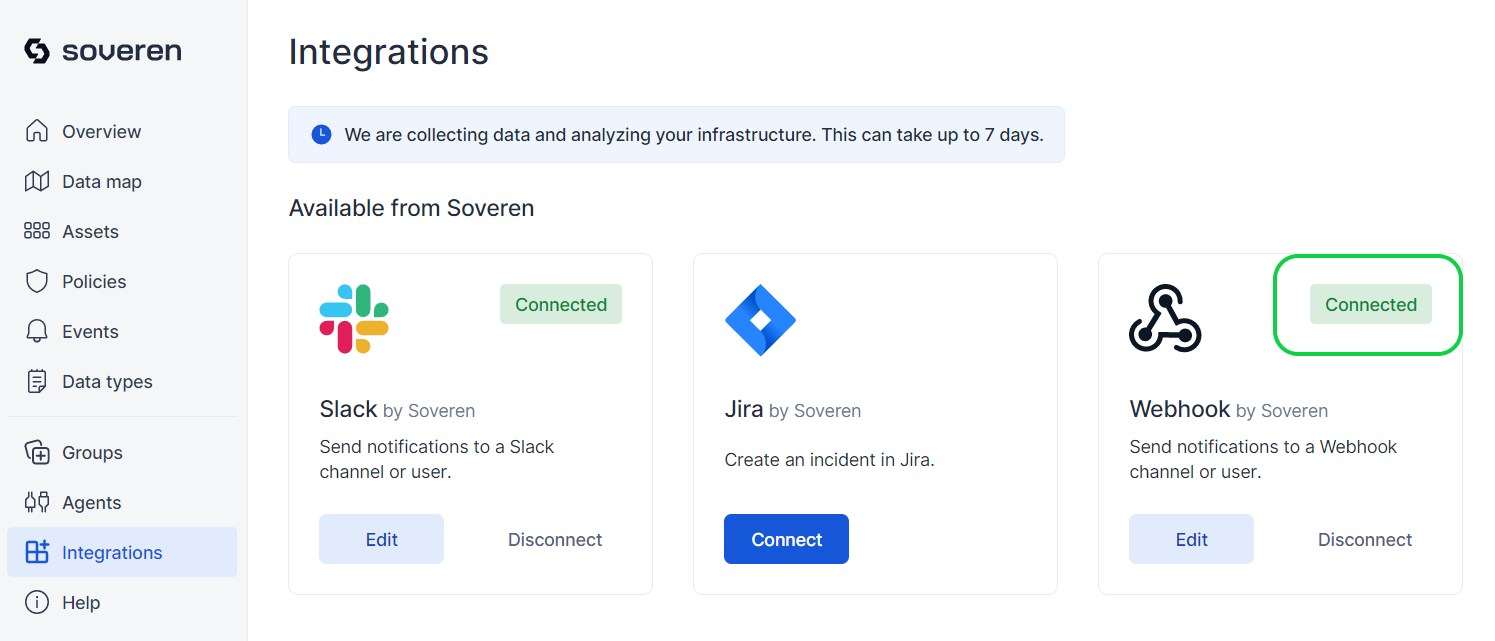 soveren
Overview
Data map
Assets
Policies
Events
Data types
Groups
Agents
Integrations
Help
Integrations
We are collecting data and analyzing your infrastructure. This can take up to 7 days.
Available from Soveren
Connected
Slack by Soveren
Send notifications to a Slack
channel or user.
Edit
Disconnect
Jira by Soveren
Create an incident in Jira.
Connect
Connected
Webhook by Soveren
Send notifications to a Webhook
channel or user.
Edit
Disconnect